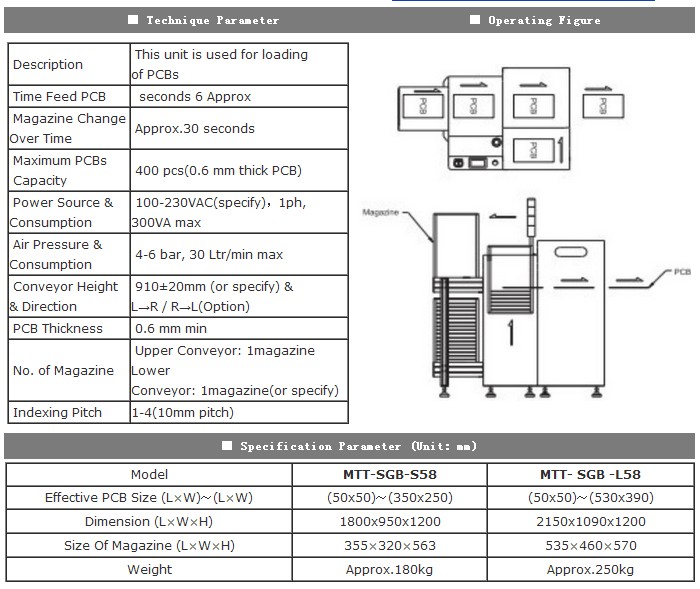 ■ Technique Parameter
■ Operating Figure
Description
This unit is used for loading
of PCBs
Time Feed PCB
seconds 6 Approx
Magazine Change
Over Time
Approx.30 seconds
Maximum PCBs
Capacity
400 pcs(0.6 mm thick PCB)
Power Source &
Consumption
100-230VAC(specify), 1ph,
300VA max
Air Pressure &
Consumption
4-6 bar, 30 Ltr/min max
Conveyor Height
& Direction
910±20mm (or specify) &
L→R / R→L(Option)
PCB Thickness
0.6 mm min
No. of Magazine
Upper Conveyor: 1magazine
Lower
Conveyor: 1magazine(or specify)
Indexing Pitch
1-4(10mm pitch)
PCB
PCB
PCB
PCB
PCB
Magazine
PCB
■ Specification Parameter (Unit: mm)
Model
MTT-SGB-S58
MTT- SGB -L58
Effective PCB Size (L×W)~(L×W)
(50x50)~(350x250)
(50x50)~(530x390)
Dimension (L×W×H)
1800x950x1200
2150x1090x1200
Size Of Magazine (L×W×H)
355×320×563
535×460×570
Weight
Approx.180kg
Approx.250kg